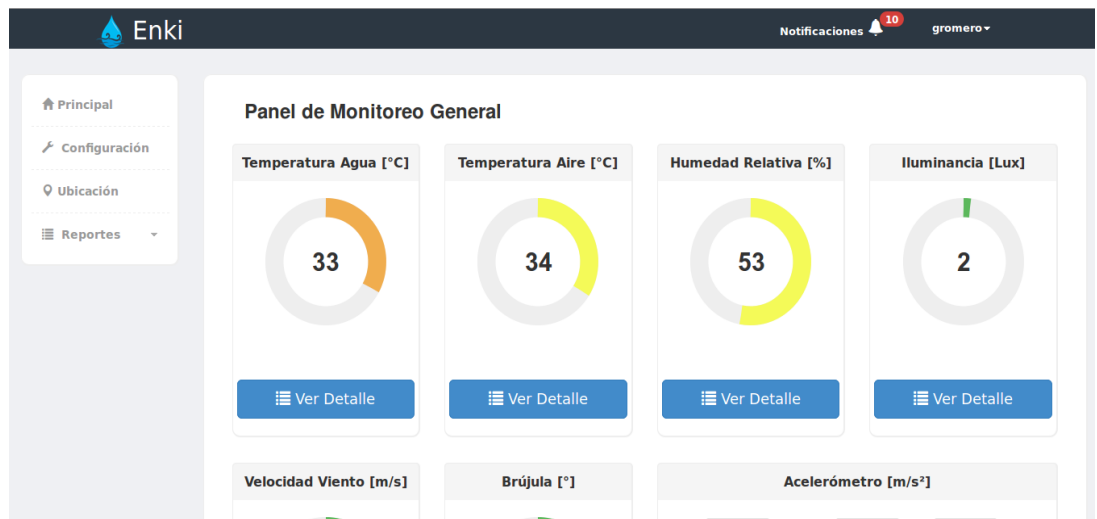 Enki
Notificaciones 10
gromero
Principal
Configuración
Ubicación
Reportes
Panel de Monitoreo General
Temperatura Agua [°C]
Temperatura Aire [°C]
Humedad Relativa [%]
Iluminancia [Lux]
33
34
53
2
Ver Detalle
Ver Detalle
Ver Detalle
Ver Detalle
Velocidad Viento [m/s]
Brújula [°]
Acelerómetro [m/s²]